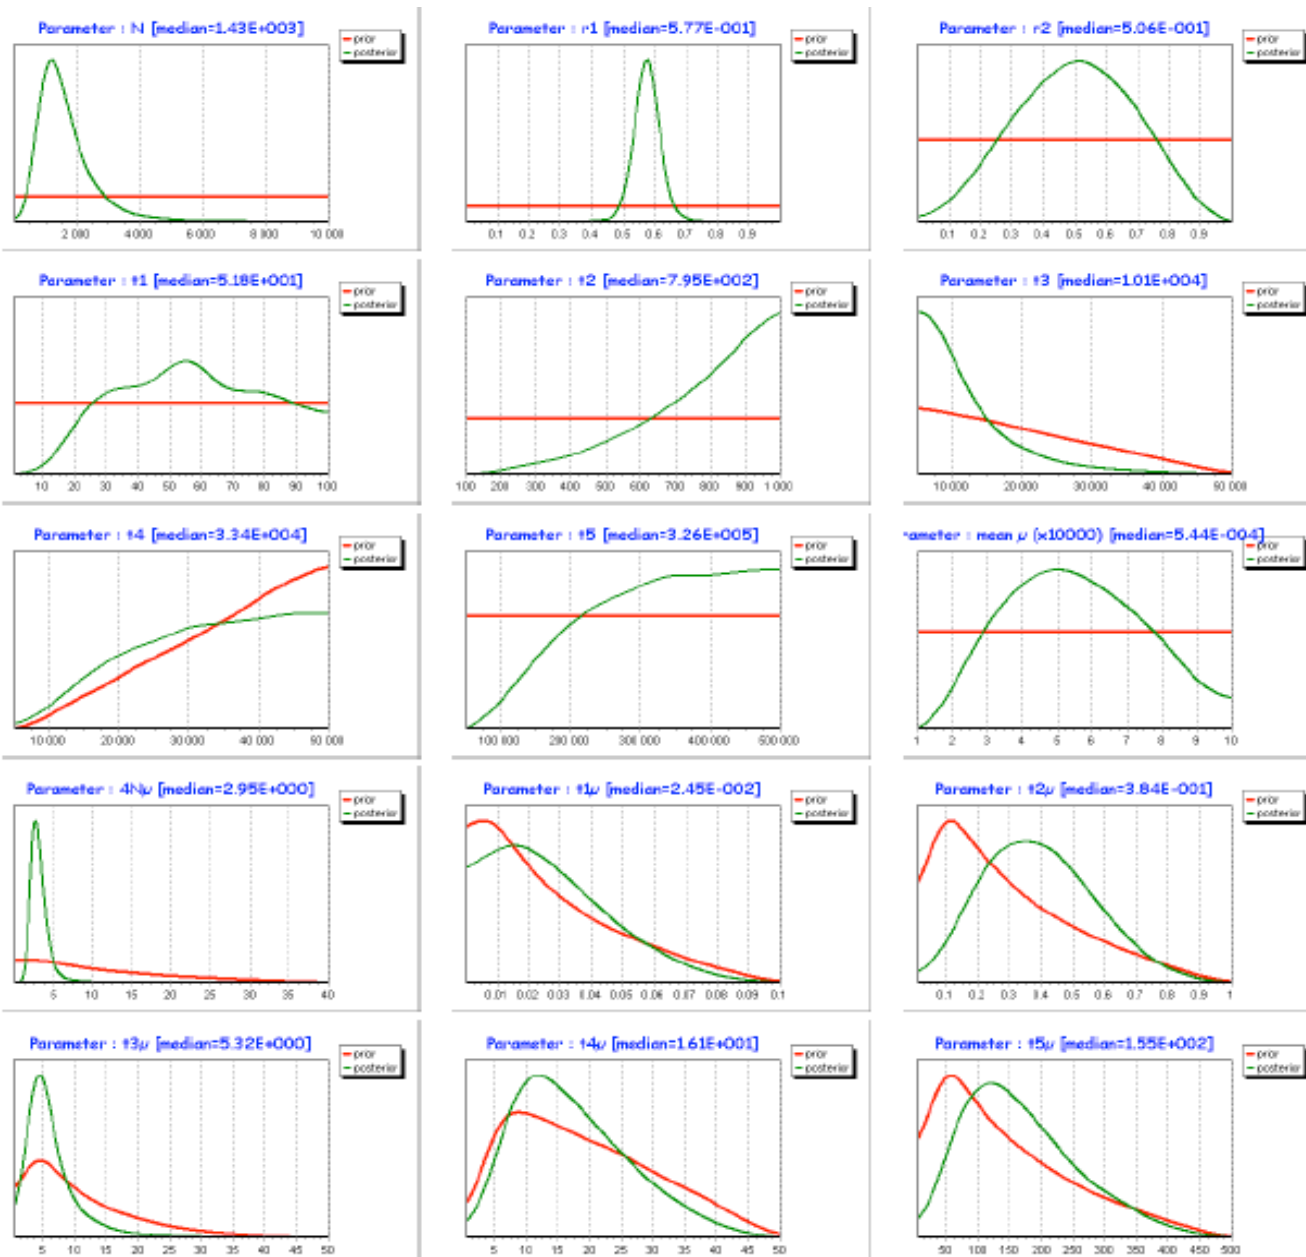 Parameter : N [median=1.43E+003]
prior
posterior
2 000 4 000 6 000 8 000 10 000
Parameter : r1 [median=5.77E-001]
prior
posterior
0.1 0.2 0.3 0.4 0.5 0.6 0.7 0.8 0.9
Parameter : r2 [median=5.06E-001]
prior
posterior
0.1 0.2 0.3 0.4 0.5 0.6 0.7 0.8 0.9
Parameter : t1 [median=5.18E+001]
prior
posterior
10 20 30 40 50 60 70 80 90 100
Parameter : t2 [median=7.95E+002]
prior
posterior
100 200 300 400 500 600 700 800 900 1 000
Parameter : t3 [median=1.01E+004]
prior
posterior
10 000 20 000 30 000 40 000 50 000
Parameter : t4 [median=3.34E+004]
prior
posterior
10 000 20 000 30 000 40 000 50 000
Parameter : t5 [median=3.26E+005]
prior
posterior
100 000 200 000 300 000 400 000 500 000
rameter : mean μ (x10000) [median=5.44E-004]
prior
posterior
1 2 3 4 5 6 7 8 9 10
Parameter : 4Nμ [median=2.95E+000]
prior
posterior
5 10 15 20 25 30 35 40
Parameter : t1μ [median=2.45E-002]
prior
posterior
0.01 0.02 0.03 0.04 0.05 0.06 0.07 0.08 0.09 0.1
Parameter : t2μ [median=3.84E-001]
prior
posterior
0.1 0.2 0.3 0.4 0.5 0.6 0.7 0.8 0.9 1
Parameter : t3μ [median=5.32E+000]
prior
posterior
5 10 15 20 25 30 35 40 45 50
Parameter : t4μ [median=1.61E+001]
prior
posterior
5 10 15 20 25 30 35 40 45 50
Parameter : t5μ [median=1.55E+002]
prior
posterior
50 100 150 200 250 300 350 400 450 500